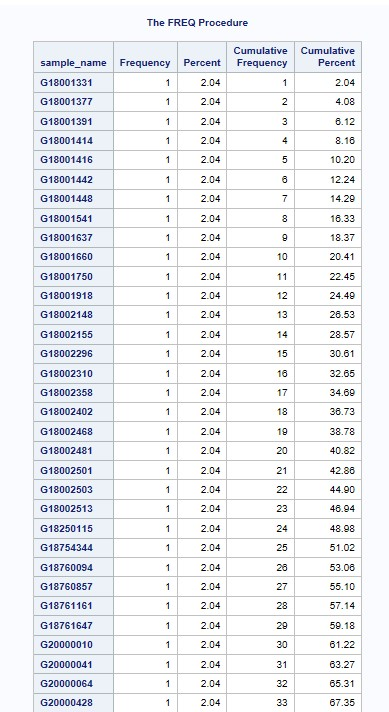 The FREQ Procedure
sample_name Frequency Percent Cumulative Frequency Cumulative Percent
G18001331 1 2.04 1 2.04
G18001377 1 2.04 2 4.08
G18001391 1 2.04 3 6.12
G18001414 1 2.04 4 8.16
G18001416 1 2.04 5 10.20
G18001442 1 2.04 6 12.24
G18001448 1 2.04 7 14.29
G18001541 1 2.04 8 16.33
G18001637 1 2.04 9 18.37
G18001660 1 2.04 10 20.41
G18001750 1 2.04 11 22.45
G18001918 1 2.04 12 24.49
G18002148 1 2.04 13 26.53
G18002155 1 2.04 14 28.57
G18002296 1 2.04 15 30.61
G18002310 1 2.04 16 32.65
G18002358 1 2.04 17 34.69
G18002402 1 2.04 18 36.73
G18002468 1 2.04 19 38.78
G18002481 1 2.04 20 40.82
G18002501 1 2.04 21 42.86
G18002503 1 2.04 22 44.90
G18002513 1 2.04 23 46.94
G18250115 1 2.04 24 48.98
G18754344 1 2.04 25 51.02
G18760094 1 2.04 26 53.06
G18760857 1 2.04 27 55.10
G18761161 1 2.04 28 57.14
G18761647 1 2.04 29 59.18
G20000010 1 2.04 30 61.22
G20000041 1 2.04 31 63.27
G20000064 1 2.04 32 65.31
G20000428 1 2.04 33 67.35